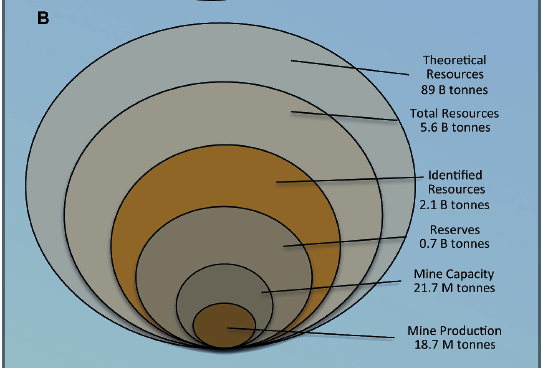 B
Theoretical
Resources
89 B tonnes
Total Resources
5.6 B tonnes
Identified
Resources
2.1 B tonnes
Reserves
0.7 B tonnes
Mine Capacity
21.7 M tonnes
Mine Production
18.7 M tonnes